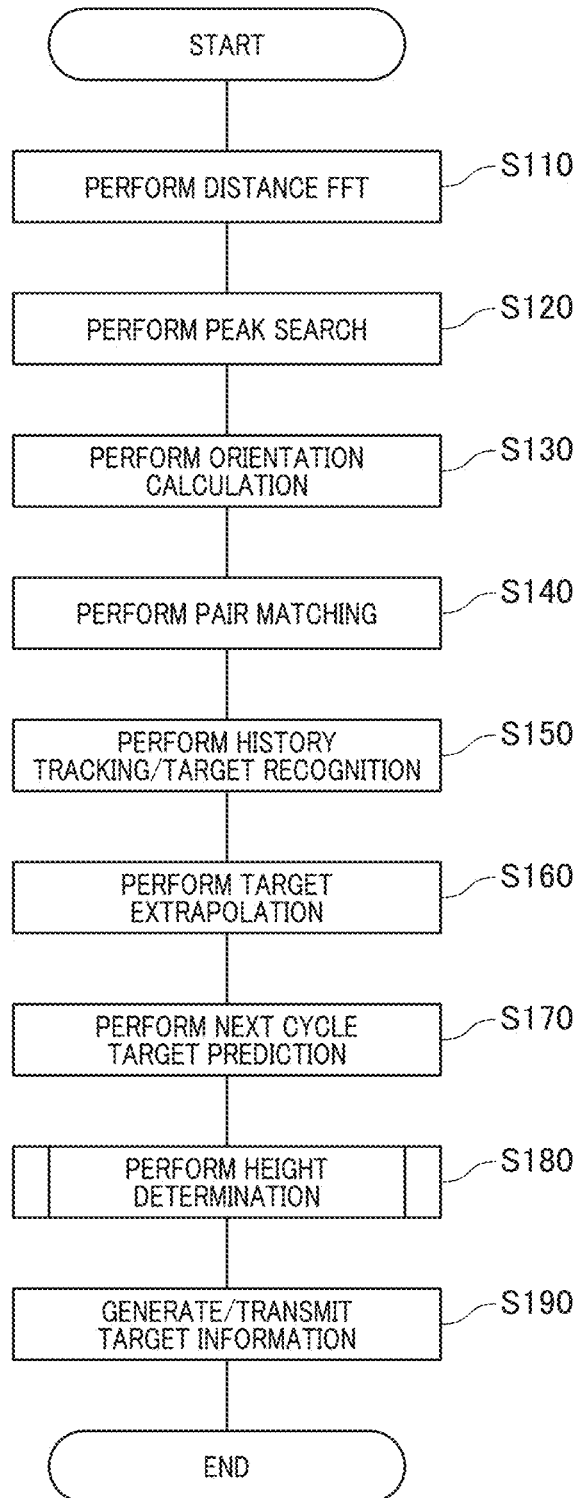 START
PERFORM DISTANCE FFT
S110
PERFORM PEAK SEARCH
S120
PERFORM ORIENTATION
CALCULATION
S130
PERFORM PAIR MATCHING
S140
PERFORM HISTORY
TRACKING/TARGET RECOGNITION
S150
PERFORM TARGET
EXTRAPOLATION
S160
PERFORM NEXT CYCLE
TARGET PREDICTION
S170
PERFORM HEIGHT
DETERMINATION
S180
GENERATE/TRANSMIT
TARGET INFORMATION
S190
END